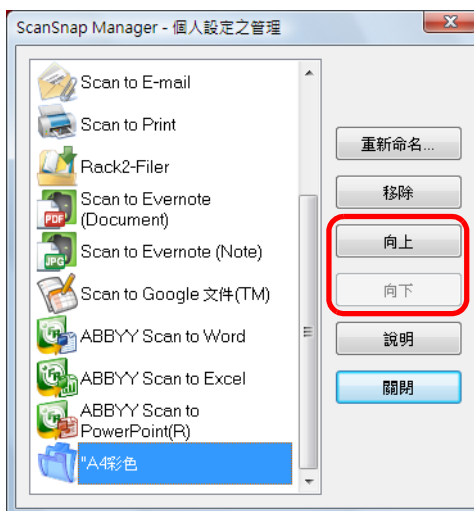 ScanSnap Manager - 個人設定之管理
Scan to E-mail
Scan to Print
Rack2-Filer
Scan to Evernote
(Document)
PDF
Scan to Evernote (Note)
JPG
Scan to Google 文件(TM)
ABBYY Scan to Word
ABBYY Scan to Excel
ABBYY Scan to
PowerPoint(R)
"A4彩色
重新命名...
移除
向上
向下
說明
關閉